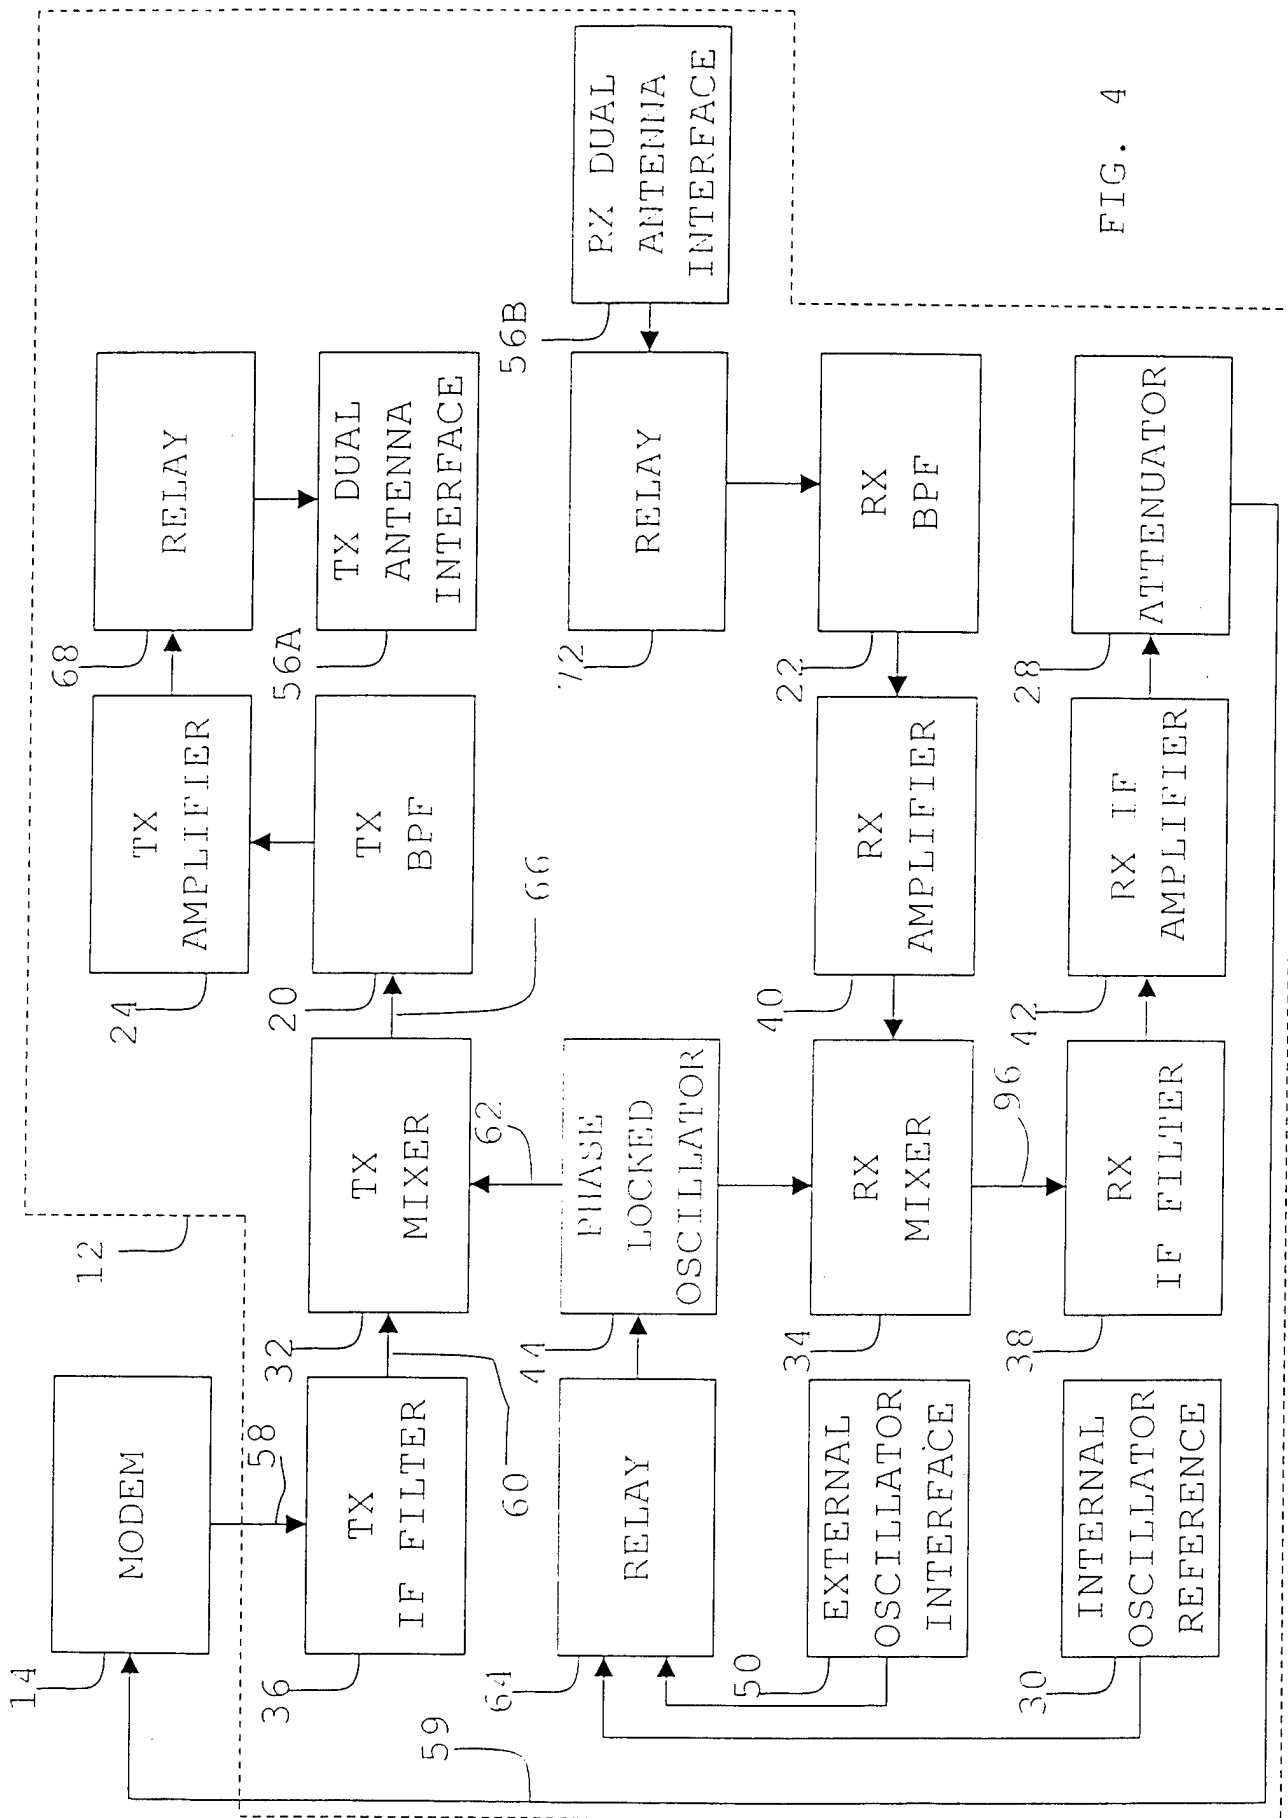 14
MODEM
12
58
59
36
TX
IF FILTER
60
32
TX
MIXER
66
20
TX
BPF
24
TX
AMPLIFIER
68
RELAY
56A
TX DUAL
ANTENNA
INTERFACE
64
RELAY
44
PHASE
LOCKED
OSCILLATOR
62
72
RELAY
56B
RX DUAL
ANTENNA
INTERFACE
50
EXTERNAL
OSCILLATOR
INTERFACE
34
RX
MIXER
40
RX
AMPLIFIER
22
RX
BPF
30
INTERNAL
OSCILLATOR
REFERENCE
38
RX
IF FILTER
96
42
RX IF
AMPLIFIER
28
ATTENUATOR
FIG. 4